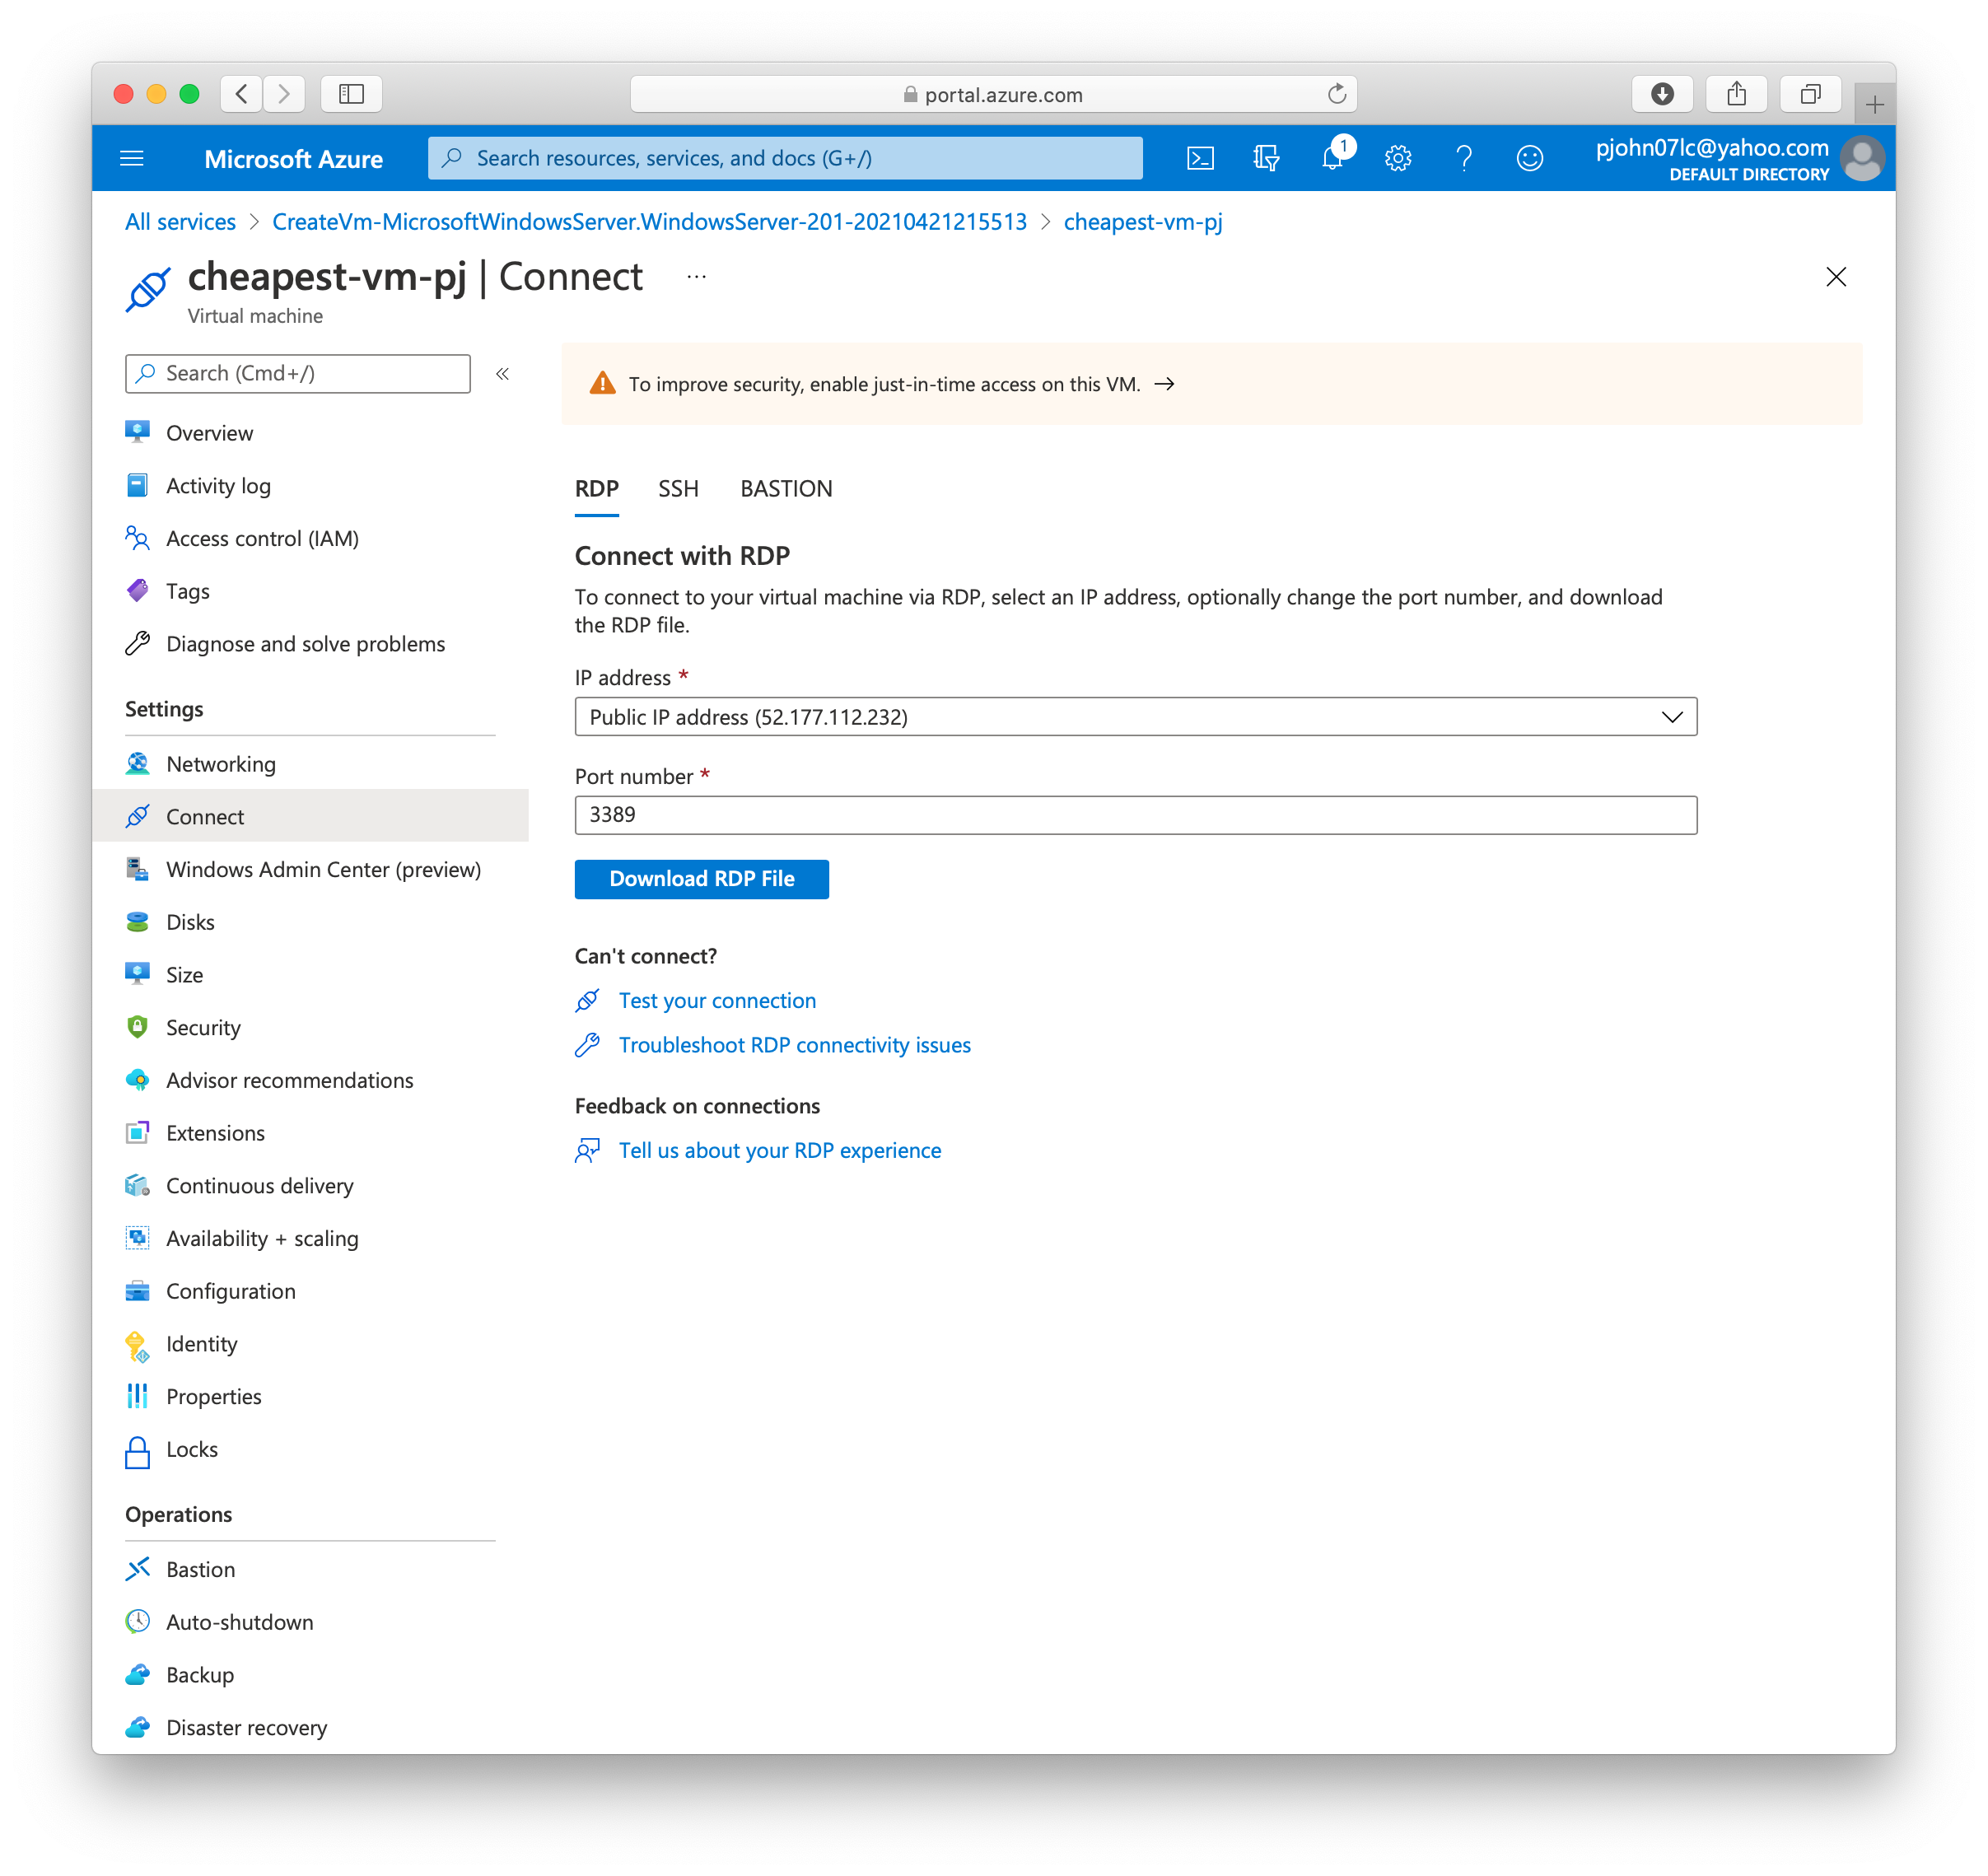 portal.azure.com
Microsoft Azure
Search resources, services, and docs (G+/)
1
pjohn07lc@yahoo.com
DEFAULT DIRECTORY
All services > CreateVm-MicrosoftWindowsServer.WindowsServer-201-20210421215513 > cheapest-vm-pj
cheapest-vm-pj | Connect ...
Virtual machine
Search (Cmd+/)
«
Overview
Activity log
Access control (IAM)
Tags
Diagnose and solve problems
Settings
Networking
Connect
Windows Admin Center (preview)
Disks
Size
Security
Advisor recommendations
Extensions
Continuous delivery
Availability + scaling
Configuration
Identity
Properties
Locks
Operations
Bastion
Auto-shutdown
Backup
Disaster recovery
To improve security, enable just-in-time access on this VM. →
RDP SSH BASTION
Connect with RDP
To connect to your virtual machine via RDP, select an IP address, optionally change the port number, and download
the RDP file.
IP address *
Public IP address (52.177.112.232)
Port number *
3389
Download RDP File
Can't connect?
Test your connection
Troubleshoot RDP connectivity issues
Feedback on connections
Tell us about your RDP experience